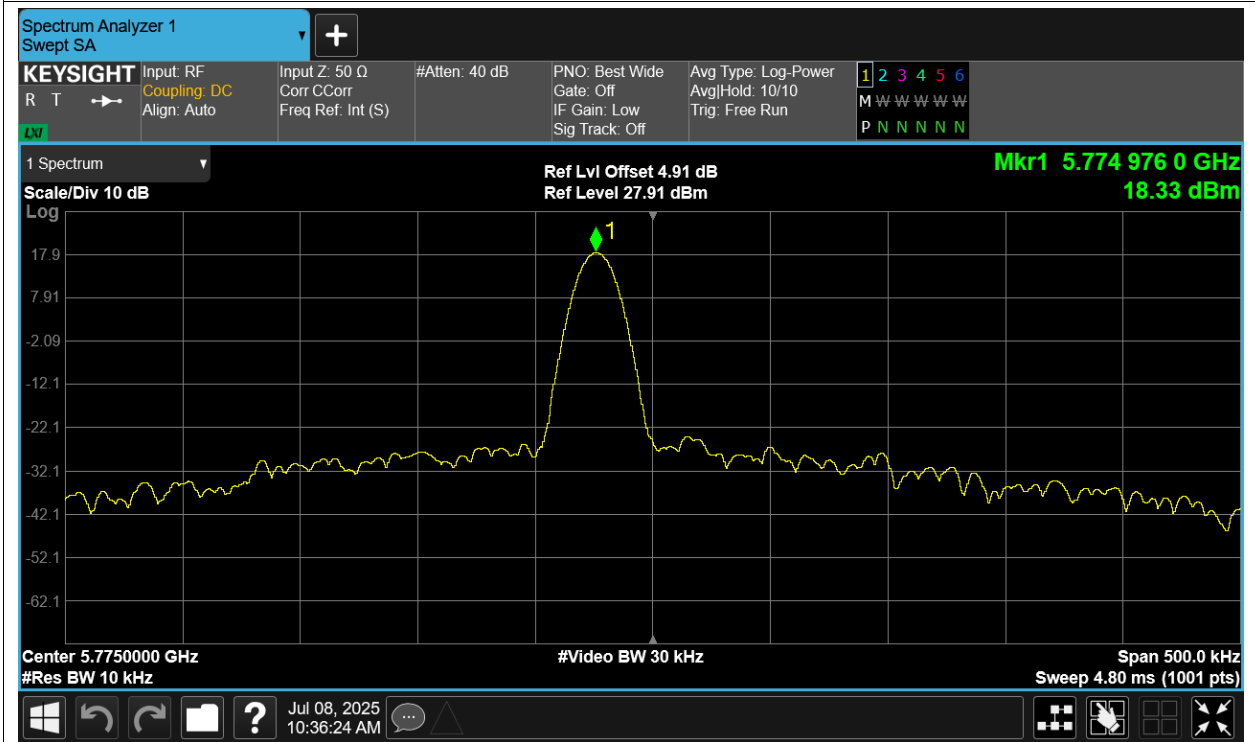 Spectrum Analyzer 1
Swept SA
+
KEYSIGHT
R T
LXI
Input: RF
Coupling: DC
Align: Auto
Input Z: 50 Ω
Corr CCorr
Freq Ref: Int (S)
#Atten: 40 dB
PNO: Best Wide
Gate: Off
IF Gain: Low
Sig Track: Off
Avg Type: Log-Power
Avg|Hold: 10/10
Trig: Free Run
1 2 3 4 5 6
M W W W W W
P N N N N N
1 Spectrum
Scale/Div 10 dB
Log
Ref Lvl Offset 4.91 dB
Ref Level 27.91 dBm
Mkr1 5.774 976 0 GHz
18.33 dBm
1
17.9
7.91
-2.09
-12.1
-22.1
-32.1
-42.1
-52.1
-62.1
Center 5.7750000 GHz
#Res BW 10 kHz
#Video BW 30 kHz
Span 500.0 kHz
Sweep 4.80 ms (1001 pts)
?
Jul 08, 2025
10:36:24 AM